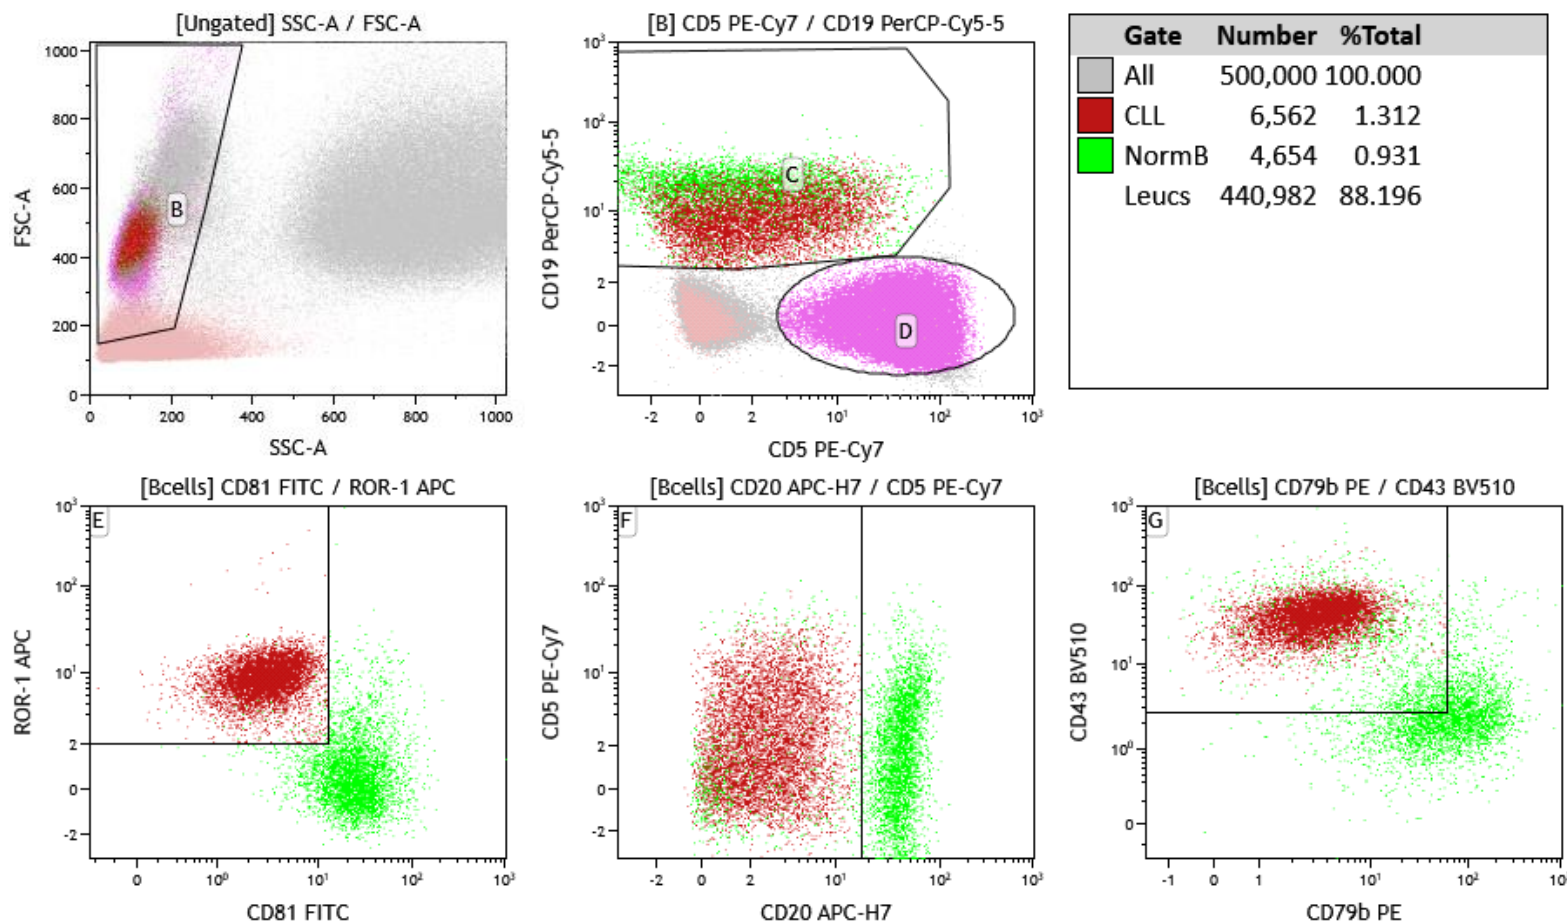 [Ungated] SSC-A / FSC-A
1000
800
600
400
200
0
0 200 400 600 800 1000
FSC-A
SSC-A
B
[B] CD5 PE-Cy7 / CD19 PerCP-Cy5-5
10³
10²
10¹
2
0
-2
-2 0 2 10¹ 10² 10³
CD19 PerCP-Cy5-5
CD5 PE-Cy7
C
D
Gate Number %Total
All 500,000 100.000
CLL 6,562 1.312
NormB 4,654 0.931
Leucs 440,982 88.196
[Bcells] CD81 FITC / ROR-1 APC
E
10³
10²
10¹
2
0
-2
0 10⁰ 10¹ 10² 10³
ROR-1 APC
CD81 FITC
[Bcells] CD20 APC-H7 / CD5 PE-Cy7
F
10³
10²
10¹
2
0
-2
-2 0 2 10¹ 10² 10³
CD5 PE-Cy7
CD20 APC-H7
[Bcells] CD79b PE / CD43 BV510
G
10³
10²
10¹
10⁰
0
-1 0 1 10¹ 10² 10
CD43 BV510
CD79b PE